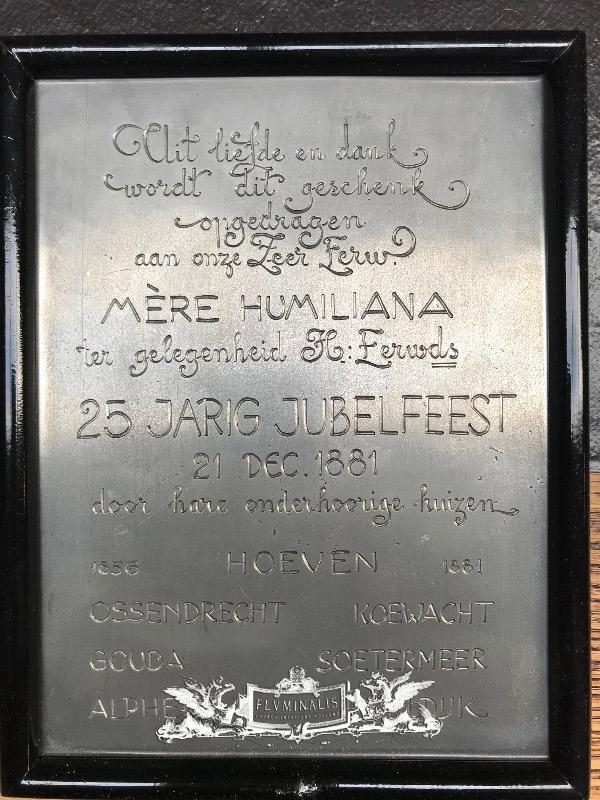 Uit liefde en dank
wordt dit geschenk
opgedragen
aan onze Zeer Eerw.
MÈRE HUMILIANA
ter gelegenheid H: Eerwds
25 JARIG JUBELFEEST
21 DEC. 1881
door hare onderhoorige huizen
1856 HOEVEN 1881
OSSENDRECHT KOEWACHT
GOUDA SOETERMEER
FLVMINALIS